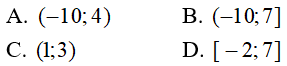 A. (–10; 4) B. (–10; 7]
C. (1;3) D. [ – 2; 7]